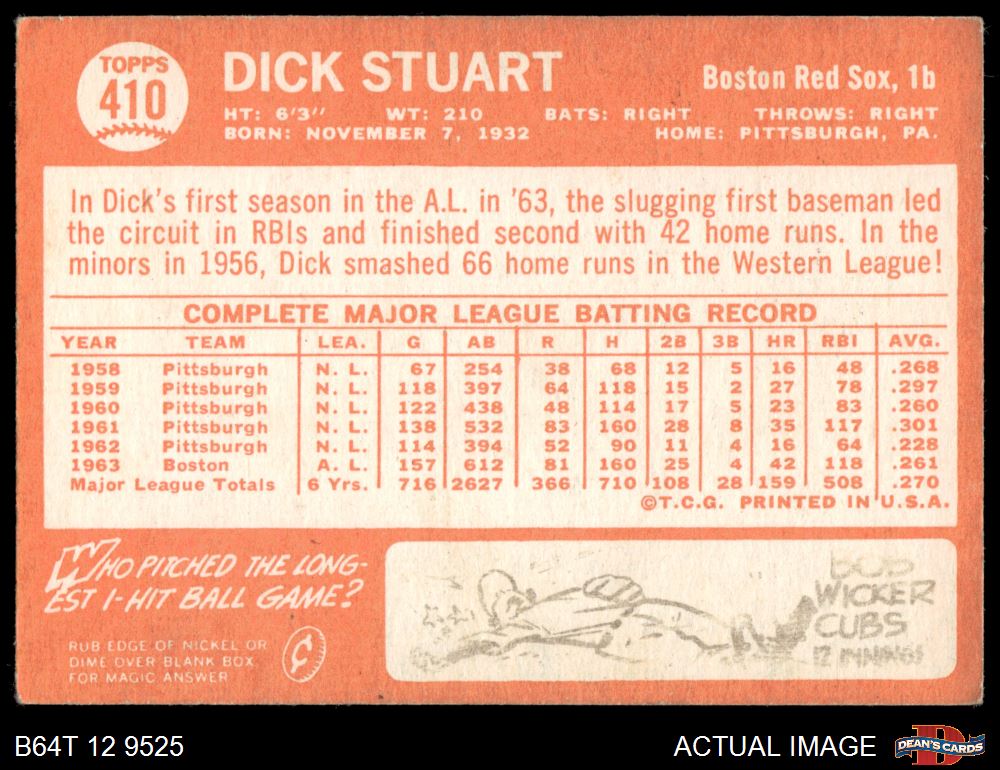 TOPPS
410
DICK STUART
Boston Red Sox, 1b
HT: 6'3" WT: 210 BATS: RIGHT THROWS: RIGHT
BORN: NOVEMBER 7, 1932 HOME: PITTSBURGH, PA.
In Dick's first season in the A.L. in '63, the slugging first baseman led
the circuit in RBIs and finished second with 42 home runs. In the
minors in 1956, Dick smashed 66 home runs in the Western League!
COMPLETE MAJOR LEAGUE BATTING RECORD
YEAR TEAM LEA. G AB R H 2B 3B HR RBI AVG.
1958 Pittsburgh N. L. 67 254 38 68 12 5 16 48 .268
1959 Pittsburgh N. L. 118 397 64 118 15 2 27 78 .297
1960 Pittsburgh N. L. 122 438 48 114 17 5 23 83 .260
1961 Pittsburgh N. L. 138 532 83 160 28 8 35 117 .301
1962 Pittsburgh N. L. 114 394 52 90 11 4 16 64 .228
1963 Boston A. L. 157 612 81 160 25 4 42 118 .261
Major League Totals 6 Yrs. 716 2627 366 710 108 28 159 508 .270
©T.C.G. PRINTED IN U.S.A.
WHO PITCHED THE LONG-
EST 1-HIT BALL GAME?
RUB EDGE OF NICKEL OR
DIME OVER BLANK BOX
FOR MAGIC ANSWER
BOB
WICKER
CUBS
12 INNINGS
B64T 12 9525
ACTUAL IMAGE
DEAN'S CARDS